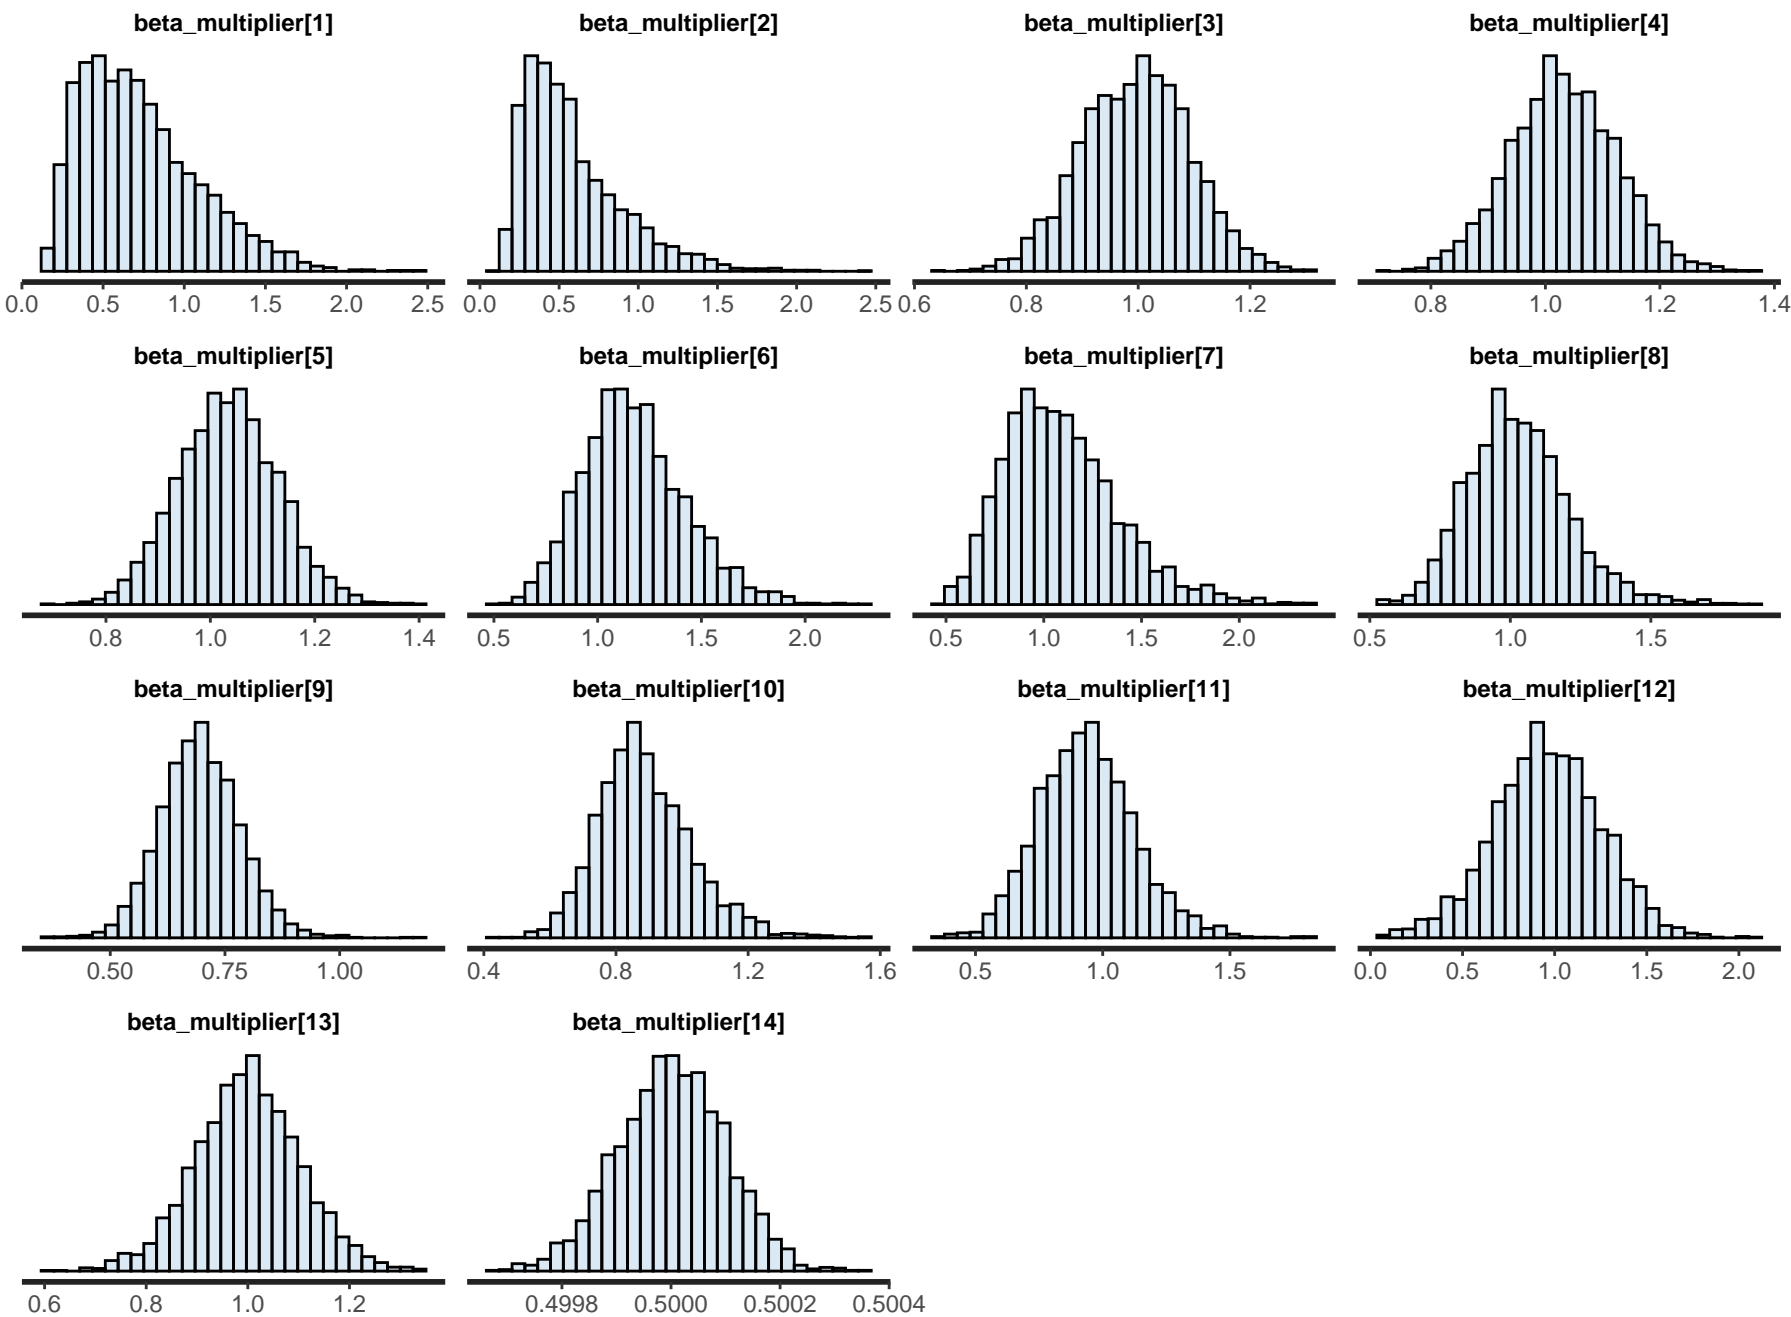 beta_multiplier[1] beta_multiplier[2] beta_multiplier[3] beta_multiplier[4]
0.0 0.5 1.0 1.5 2.0 2.5 0.0 0.5 1.0 1.5 2.0 2.5 0.6 0.8 1.0 1.2 0.8 1.0 1.2 1.4
beta_multiplier[5] beta_multiplier[6] beta_multiplier[7] beta_multiplier[8]
0.8 1.0 1.2 1.4 0.5 1.0 1.5 2.0 0.5 1.0 1.5 2.0 0.5 1.0 1.5
beta_multiplier[9] beta_multiplier[10] beta_multiplier[11] beta_multiplier[12]
0.50 0.75 1.00 0.4 0.8 1.2 1.6 0.5 1.0 1.5 0.0 0.5 1.0 1.5 2.0
beta_multiplier[13] beta_multiplier[14]
0.6 0.8 1.0 1.2 0.4998 0.5000 0.5002 0.5004